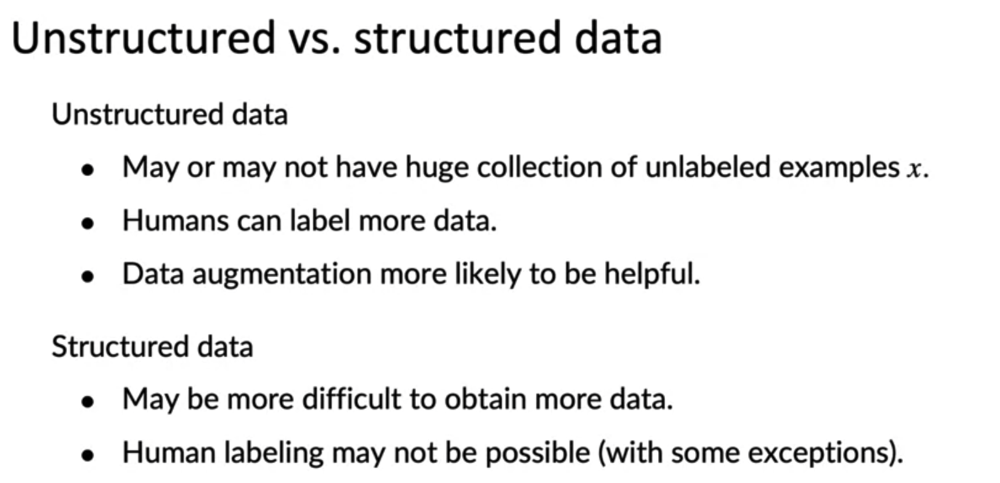 Unstructured vs. structured data
Unstructured data
● May or may not have huge collection of unlabeled examples x.
● Humans can label more data.
● Data augmentation more likely to be helpful.
Structured data
● May be more difficult to obtain more data.
● Human labeling may not be possible (with some exceptions).